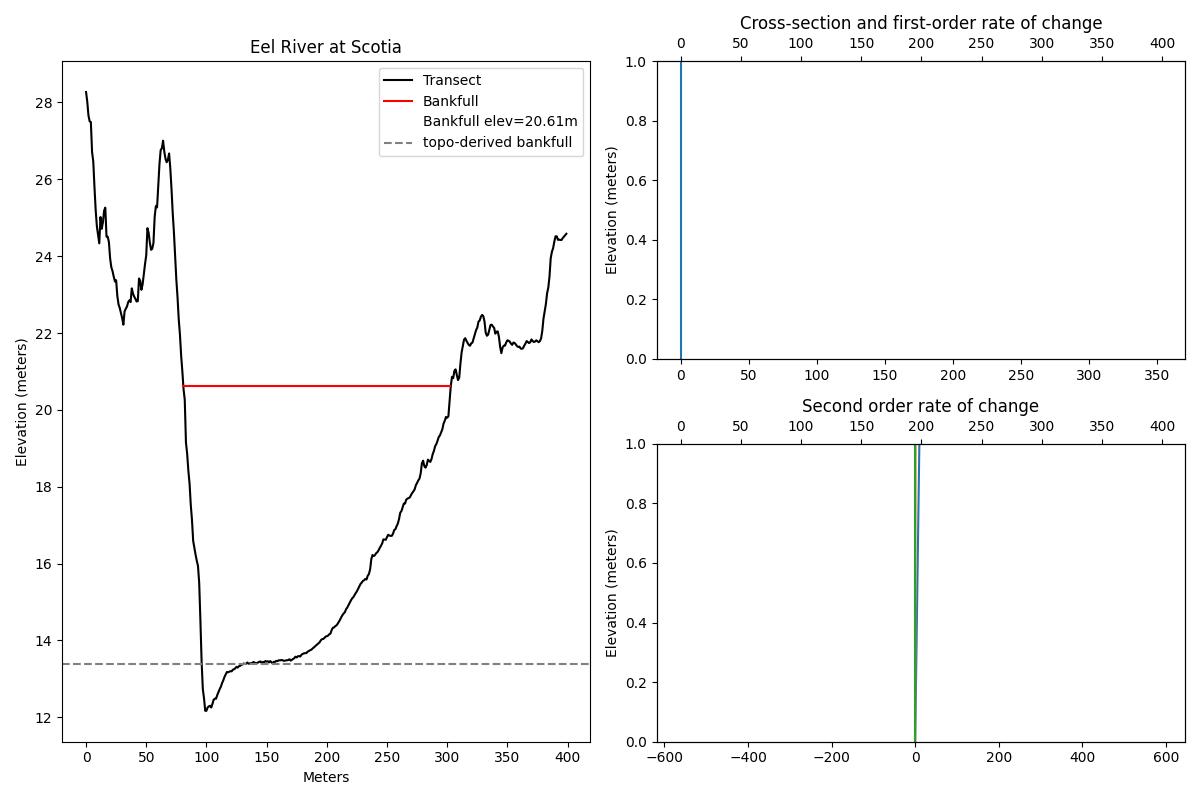 Eel River at Scotia
Transect
Bankfull
Bankfull elev=20.61m
topo-derived bankfull
28
26
24
22
20
18
16
14
12
Elevation (meters)
0 50 100 150 200 250 300 350 400
Meters
Cross-section and first-order rate of change
0 50 100 150 200 250 300 350 400
1.0
0.8
0.6
0.4
0.2
0.0
Elevation (meters)
0 50 100 150 200 250 300 350
Second order rate of change
0 50 100 150 200 250 300 350 400
1.0
0.8
0.6
0.4
0.2
0.0
Elevation (meters)
−600 −400 −200 0 200 400 600